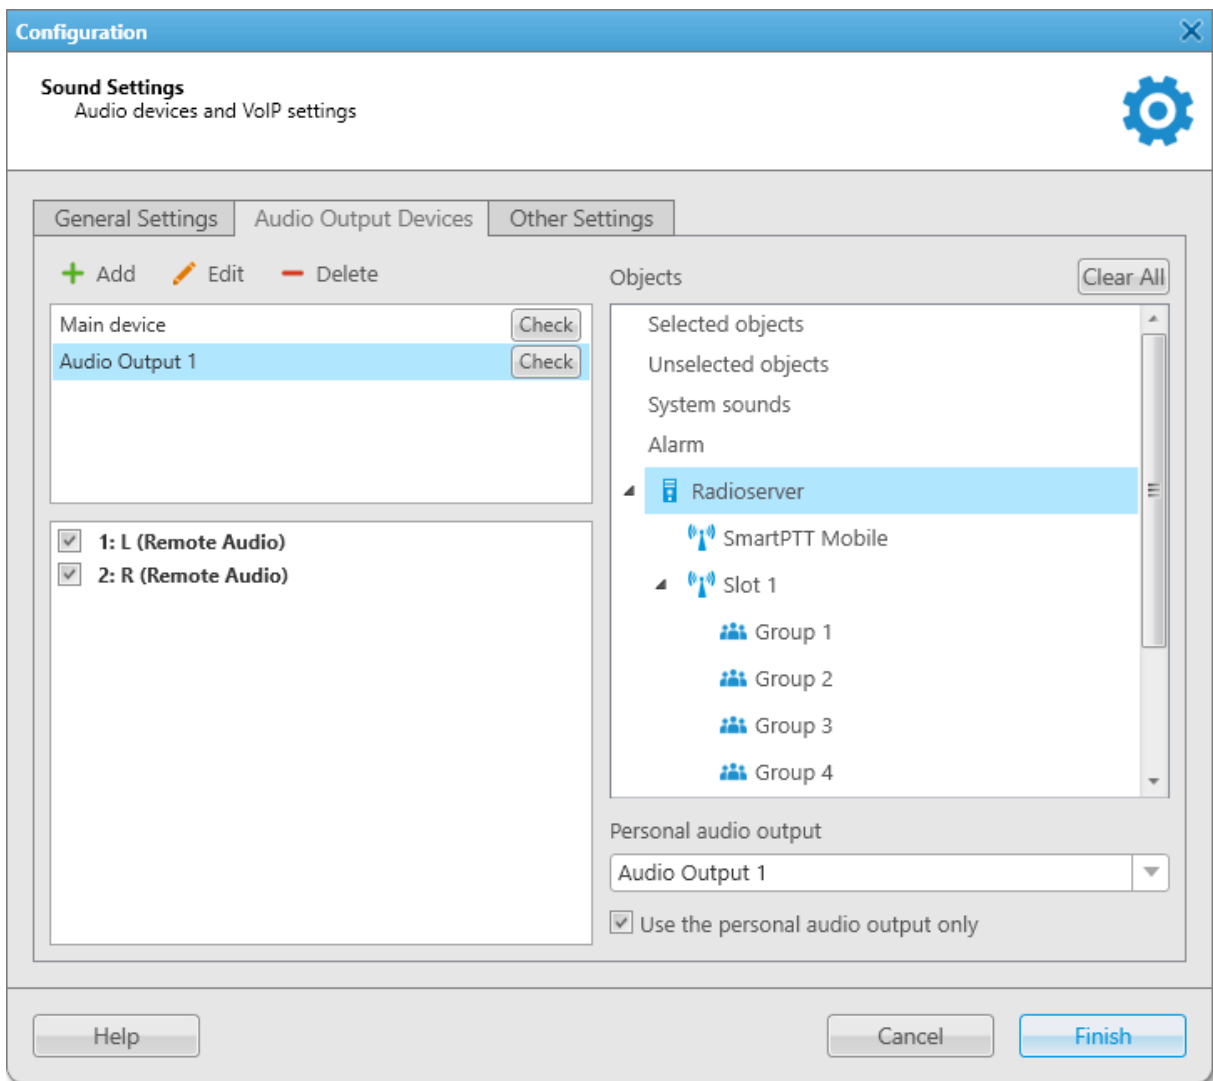 Configuration
Sound Settings
Audio devices and VoIP settings
General Settings
Audio Output Devices
Other Settings
Add
Edit
Delete
Main device
Check
Audio Output 1
Check
1: L (Remote Audio)
2: R (Remote Audio)
Objects
Clear All
Selected objects
Unselected objects
System sounds
Alarm
Radioserver
SmartPTT Mobile
Slot 1
Group 1
Group 2
Group 3
Group 4
Personal audio output
Audio Output 1
Use the personal audio output only
Help
Cancel
Finish